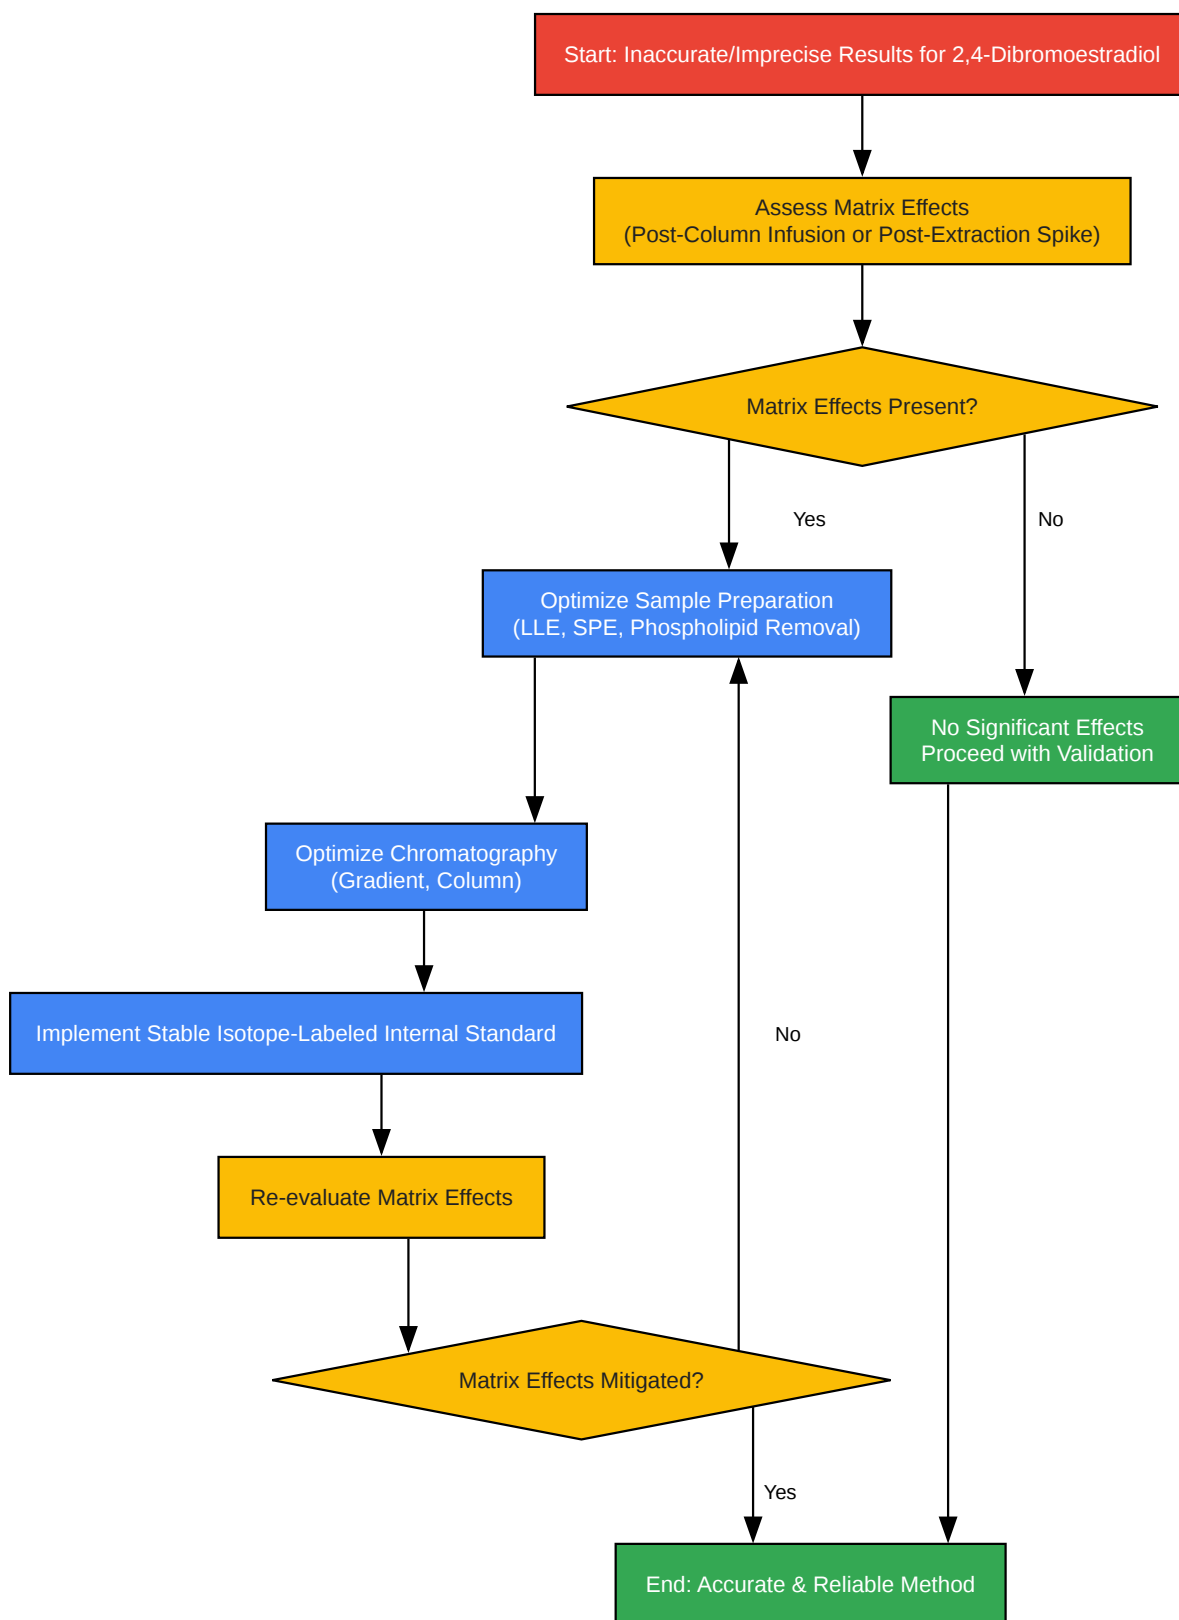 Start: Inaccurate/Imprecise Results for 2,4-Dibromoestradiol
Assess Matrix Effects
(Post-Column Infusion or Post-Extraction Spike)
Matrix Effects Present?
Yes
No
Optimize Sample Preparation
(LLE, SPE, Phospholipid Removal)
No Significant Effects
Proceed with Validation
Optimize Chromatography
(Gradient, Column)
Implement Stable Isotope-Labeled Internal Standard
No
Re-evaluate Matrix Effects
Matrix Effects Mitigated?
Yes
End: Accurate & Reliable Method